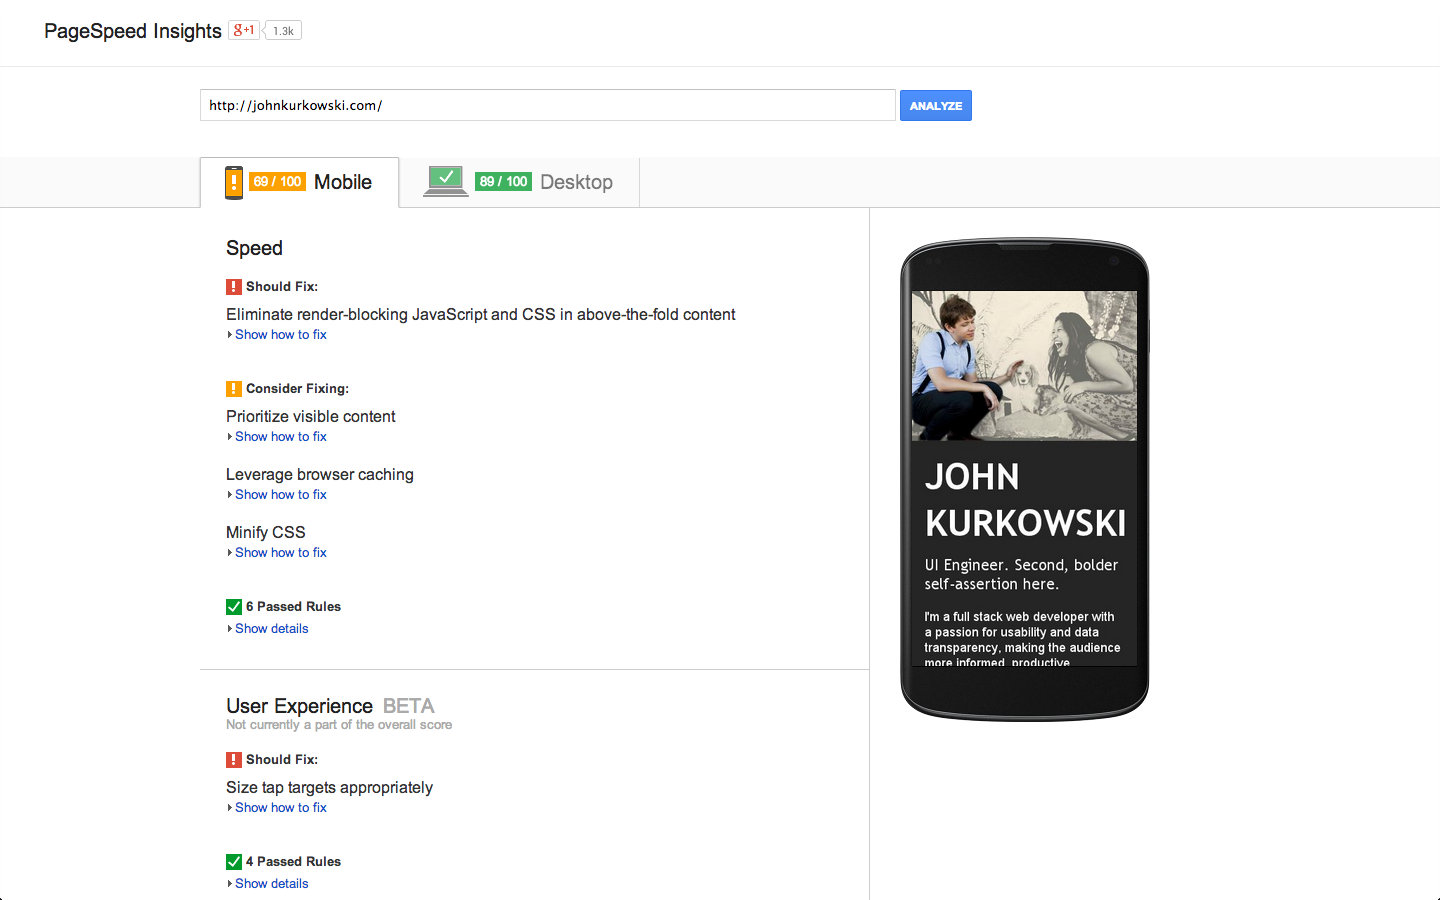 PageSpeed Insights g+1 1.3k
http://johnkurkowski.com/ ANALYZE
69 / 100 Mobile 89 / 100 Desktop
Speed
Should Fix:
Eliminate render-blocking JavaScript and CSS in above-the-fold content
Show how to fix
Consider Fixing:
Prioritize visible content
Show how to fix
Leverage browser caching
Show how to fix
Minify CSS
Show how to fix
6 Passed Rules
Show details
User Experience BETA
Not currently a part of the overall score
Should Fix:
Size tap targets appropriately
Show how to fix
4 Passed Rules
Show details
JOHN
KURKOWSKI
UI Engineer. Second, bolder
self-assertion here.
I'm a full stack web developer with
a passion for usability and data
transparency, making the audience
more informed, productive